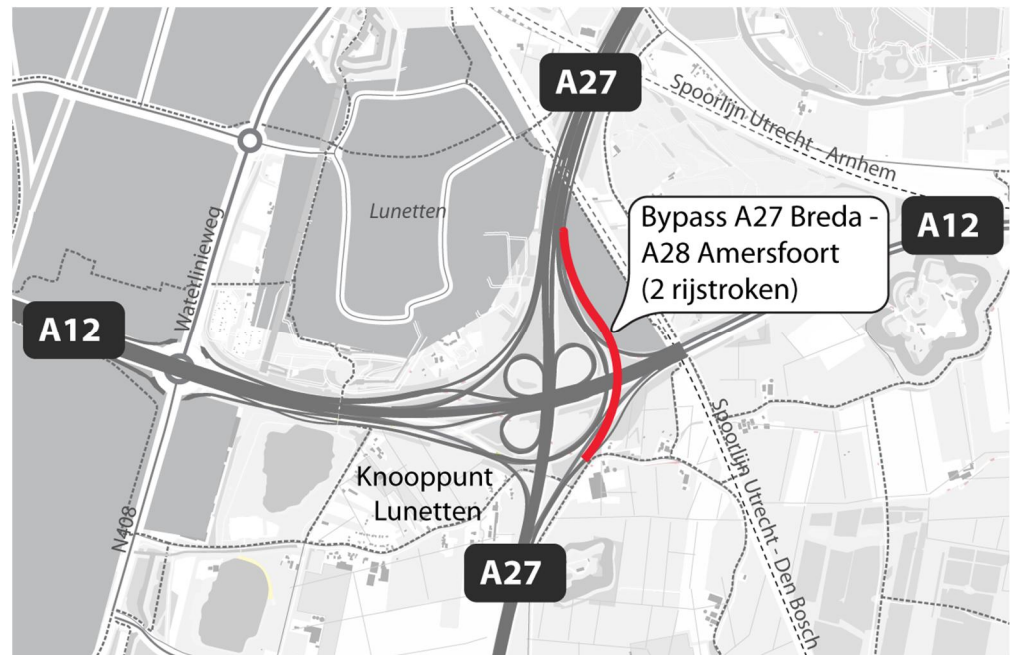 A27
Spoorlijn Utrecht - Arnhem
Lunetten
Bypass A27 Breda -
A28 Amersfoort
(2 rijstroken)
A12
Waterlinieweg
A12
Knooppunt
Lunetten
Spoorlijn Utrecht - Den Bosch
N408
A27